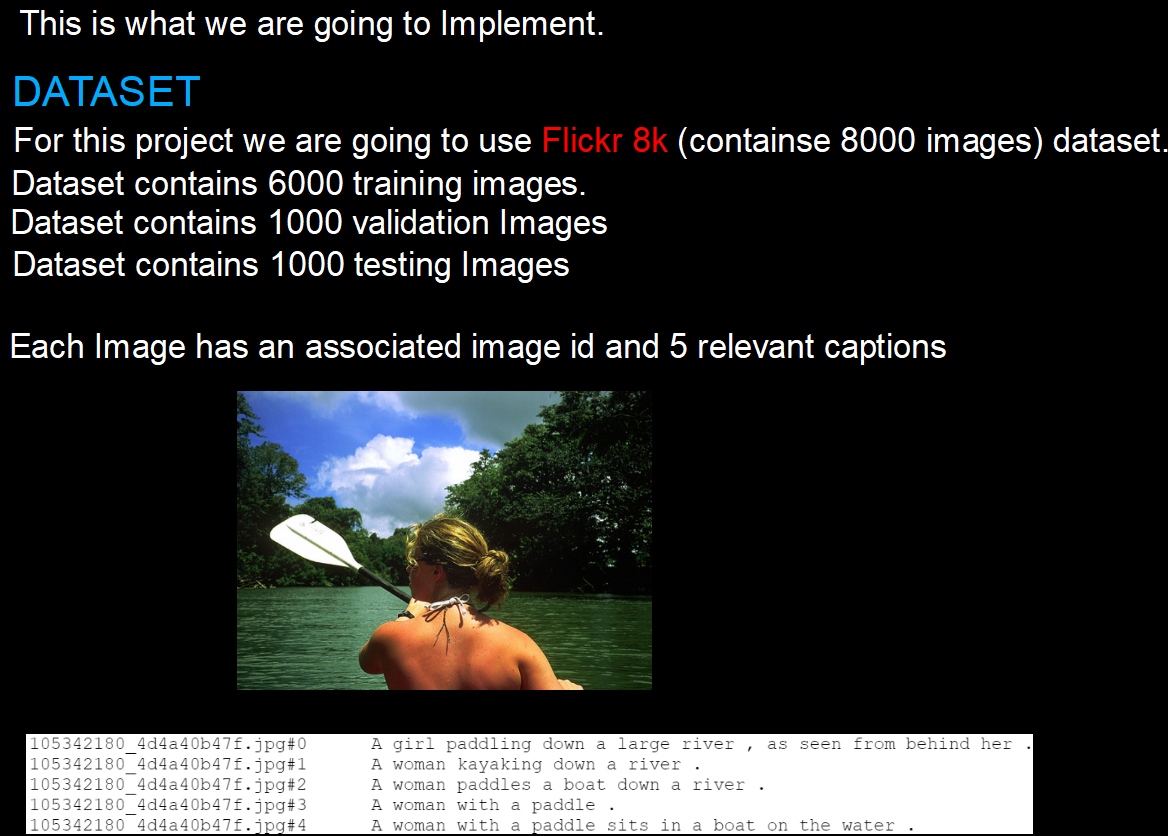 This is what we are going to Implement.
DATASET
For this project we are going to use Flickr 8k (containse 8000 images) dataset.
Dataset contains 6000 training images.
Dataset contains 1000 validation Images
Dataset contains 1000 testing Images
Each Image has an associated image id and 5 relevant captions
105342180_4d4a40b47f.jpg#0 A girl paddling down a large river , as seen from behind her .
105342180_4d4a40b47f.jpg#1 A woman kayaking down a river .
105342180_4d4a40b47f.jpg#2 A woman paddles a boat down a river .
105342180_4d4a40b47f.jpg#3 A woman with a paddle .
105342180_4d4a40b47f.jpg#4 A woman with a paddle sits in a boat on the water .